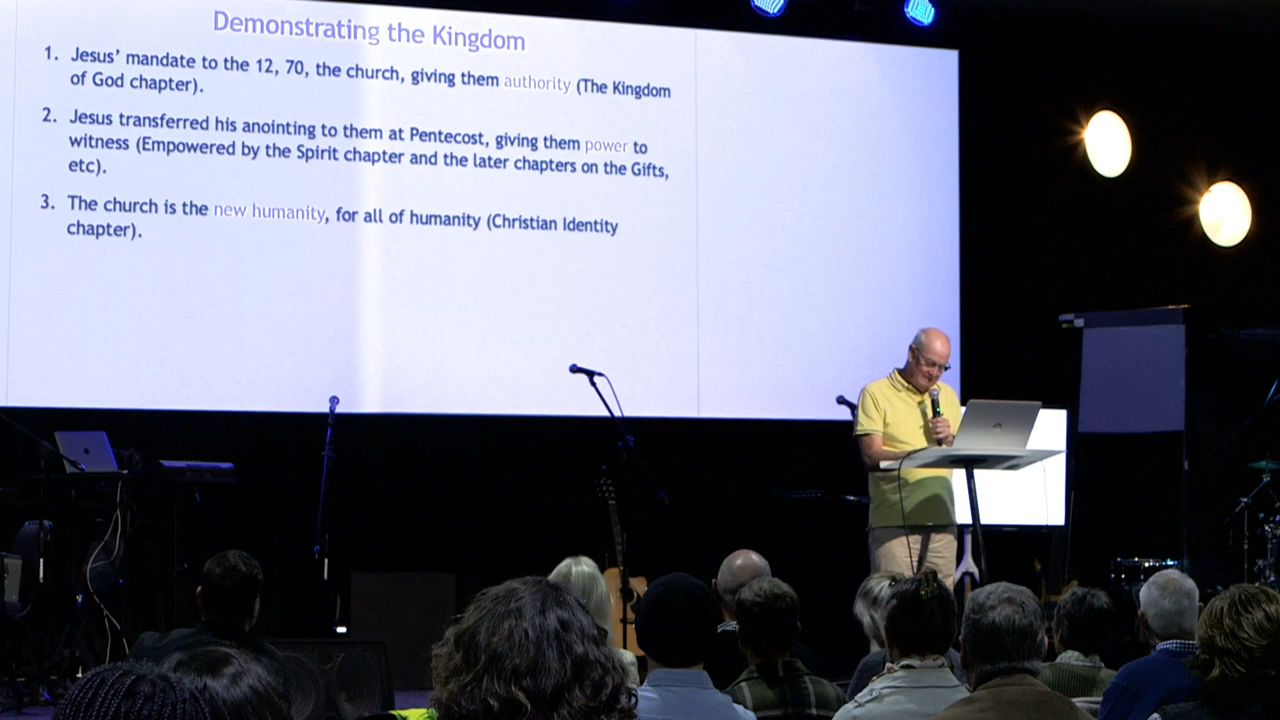 Demonstrating the Kingdom
1. Jesus’ mandate to the 12, 70, the church, giving them authority (The Kingdom
of God chapter).
2. Jesus transferred his anointing to them at Pentecost, giving them power to
witness (Empowered by the Spirit chapter and the later chapters on the Gifts,
etc).
3. The church is the new humanity, for all of humanity (Christian Identity
chapter).